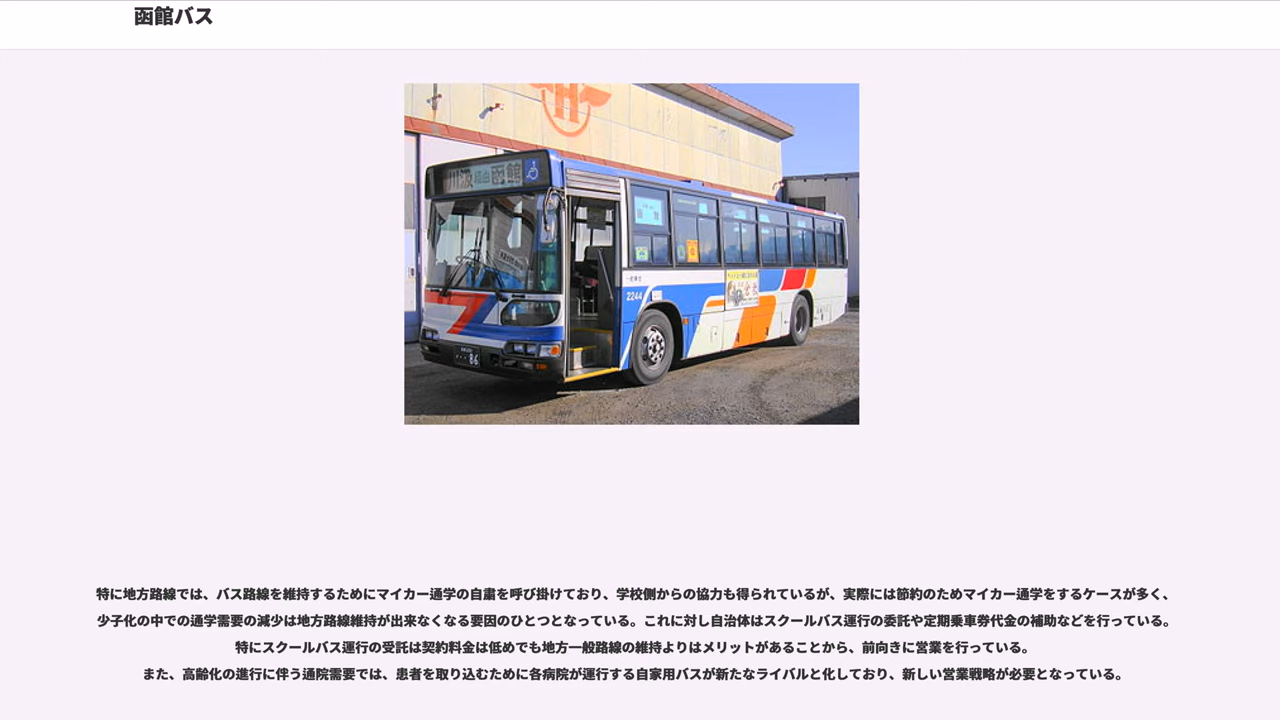 函館バス
川汲 経由 函館
2244
86
特に地方路線では、バス路線を維持するためにマイカー通学の自粛を呼び掛けており、学校側からの協力も得られているが、実際には節約のためマイカー通学をするケースが多く、
少子化の中での通学需要の減少は地方路線維持が出来なくなる要因のひとつとなっている。これに対し自治体はスクールバス運行の委託や定期乗車券代金の補助などを行っている。
特にスクールバス運行の受託は契約料金は低めでも地方一般路線の維持よりはメリットがあることから、前向きに営業を行っている。
また、高齢化の進行に伴う通院需要では、患者を取り込むために各病院が運行する自家用バスが新たなライバルと化しており、新しい営業戦略が必要となっている。